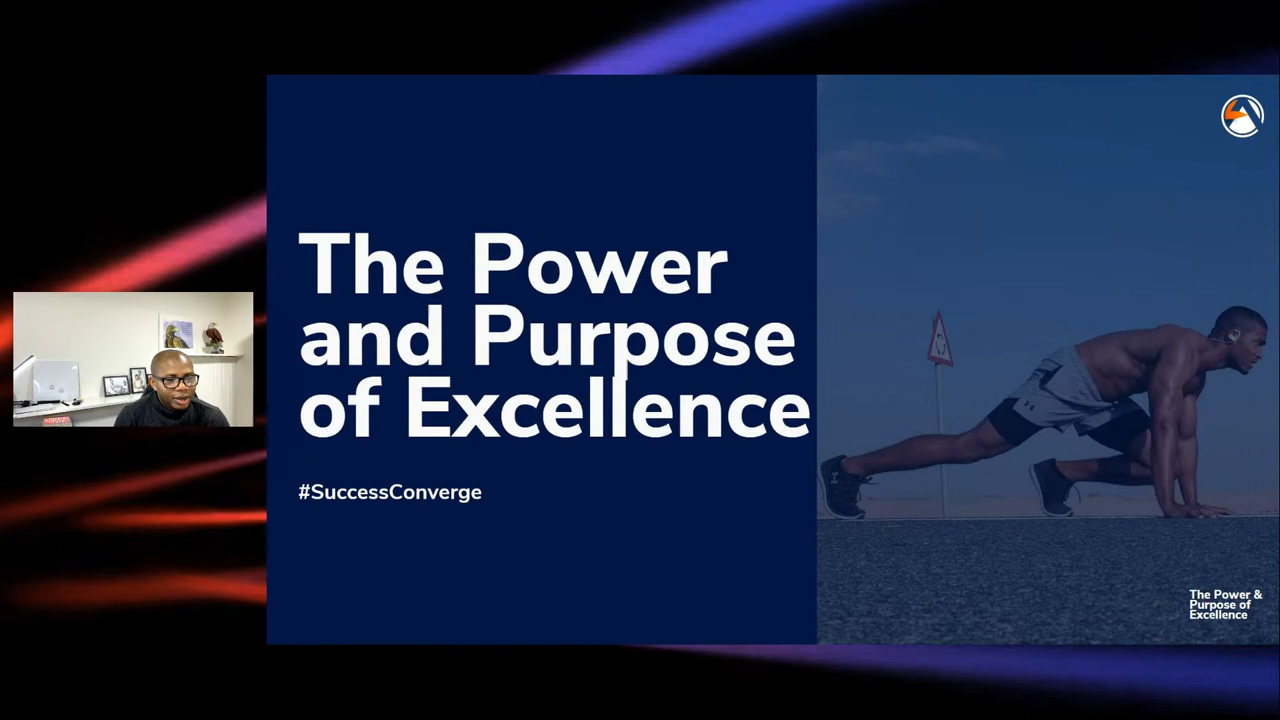 The Power
and Purpose
of Excellence
#SuccessConverge
The Power &
Purpose of
Excellence